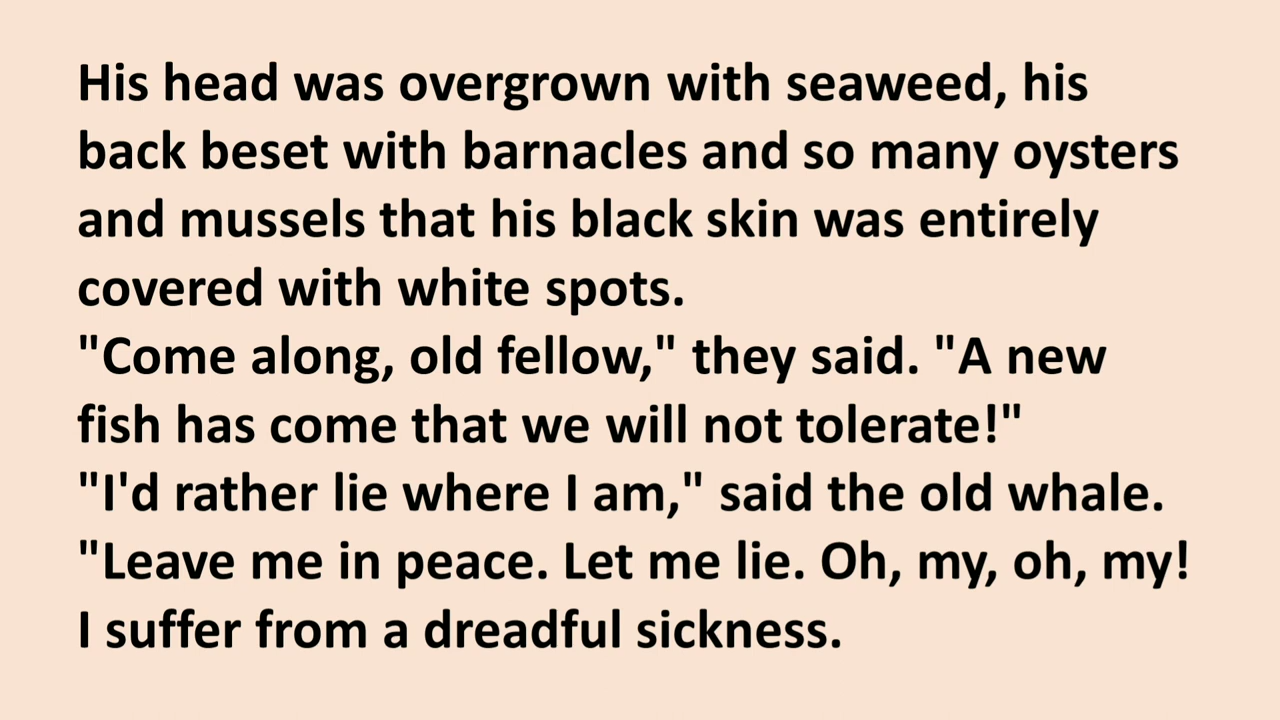 His head was overgrown with seaweed, his
back beset with barnacles and so many oysters
and mussels that his black skin was entirely
covered with white spots.
"Come along, old fellow," they said. "A new
fish has come that we will not tolerate!"
"I'd rather lie where I am," said the old whale.
"Leave me in peace. Let me lie. Oh, my, oh, my!
I suffer from a dreadful sickness.